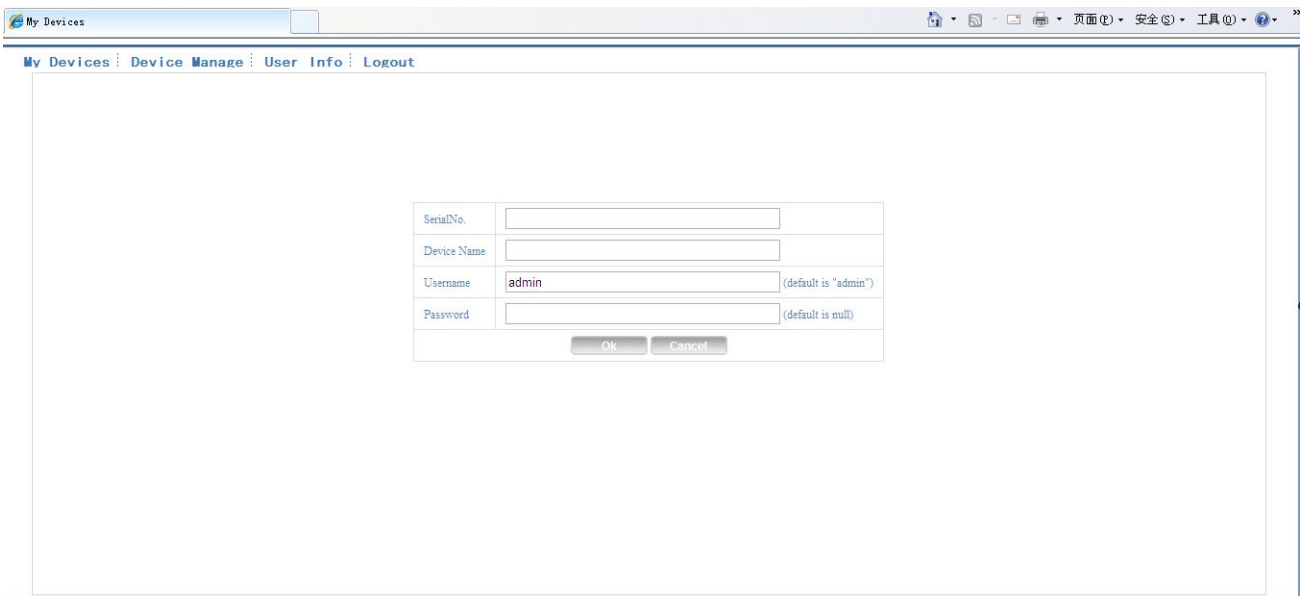 My Devices
页面(P) 安全(S) 工具(O) »
My Devices Device Manage User Info Logout
SerialNo.
Device Name
Username admin (default is "admin")
Password (default is null)
Ok Cancel